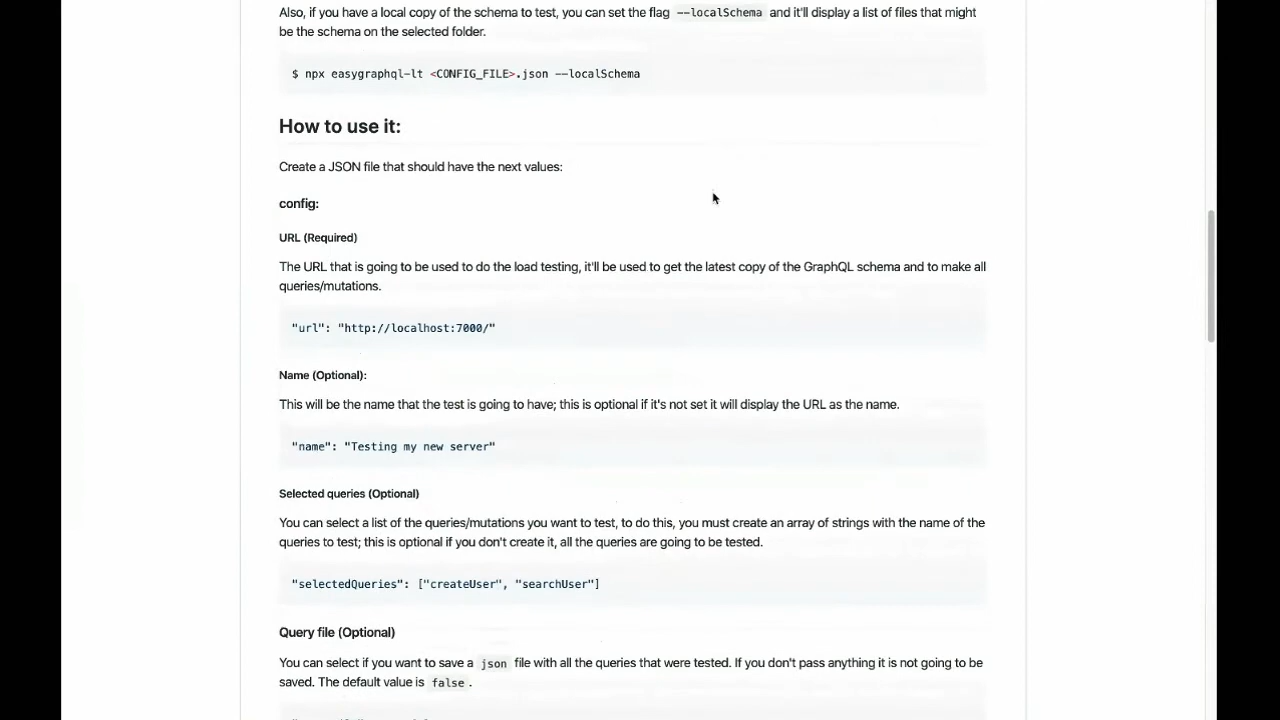 Also, if you have a local copy of the schema to test, you can set the flag --localSchema and it'll display a list of files that might
be the schema on the selected folder.
$ npx easygraphql-lt <CONFIG_FILE>.json --localSchema
How to use it:
Create a JSON file that should have the next values:
config:
URL (Required)
The URL that is going to be used to do the load testing, it'll be used to get the latest copy of the GraphQL schema and to make all
queries/mutations.
"url": "http://localhost:7000/"
Name (Optional):
This will be the name that the test is going to have; this is optional if it's not set it will display the URL as the name.
"name": "Testing my new server"
Selected queries (Optional)
You can select a list of the queries/mutations you want to test, to do this, you must create an array of strings with the name of the
queries to test; this is optional if you don't create it, all the queries are going to be tested.
"selectedQueries": ["createUser", "searchUser"]
Query file (Optional)
You can select if you want to save a json file with all the queries that were tested. If you don't pass anything it is not going to be
saved. The default value is false.